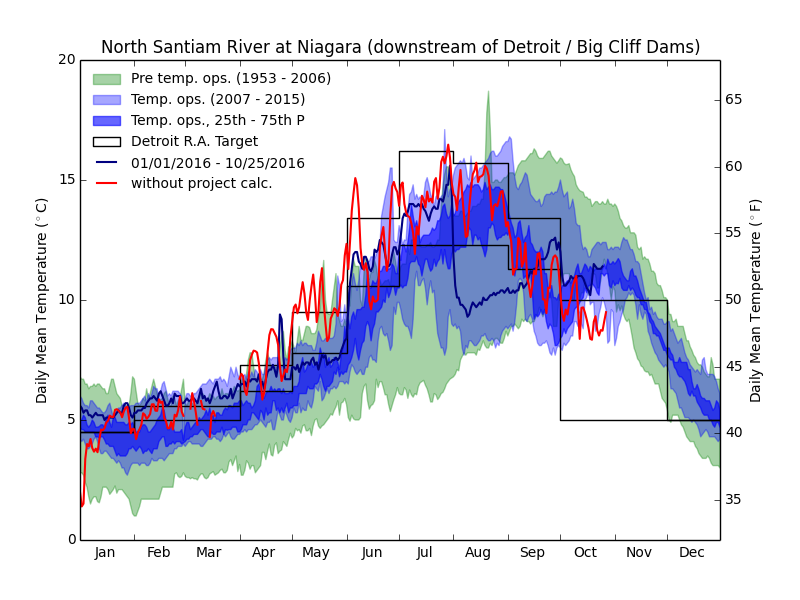 North Santiam River at Niagara (downstream of Detroit / Big Cliff Dams)
Pre temp. ops. (1953 - 2006)
Temp. ops. (2007 - 2015)
Temp. ops., 25th - 75th P
Detroit R.A. Target
01/01/2016 - 10/25/2016
without project calc.
Daily Mean Temperature (°C)
20
15
10
5
0
Daily Mean Temperature (°F)
65
60
55
50
45
40
35
Jan Feb Mar Apr May Jun Jul Aug Sep Oct Nov Dec